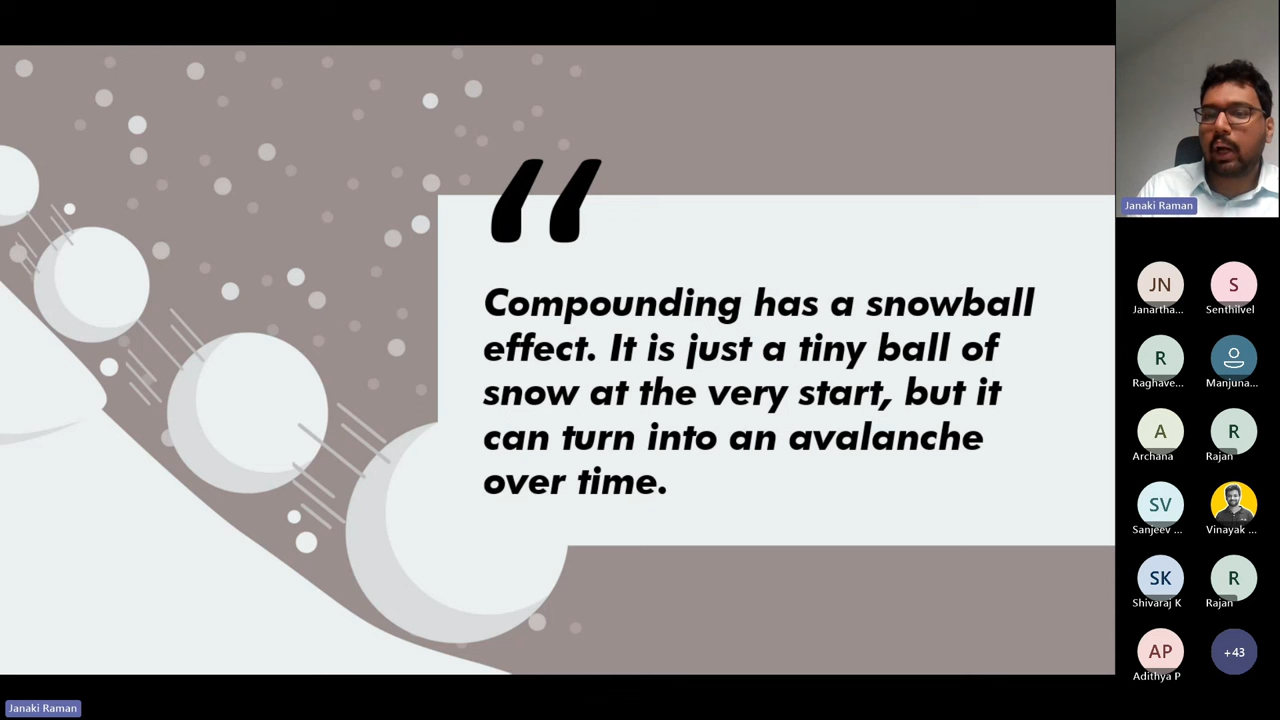 “
Compounding has a snowball
effect. It is just a tiny ball of
snow at the very start, but it
can turn into an avalanche
over time.
Janaki Raman
JN
Janartha...
S
Senthilvel
R
Raghave...
Manjuna...
A
Archana
R
Rajan
SV
Sanjeev ...
Vinayak ...
SK
Shivaraj K
R
Rajan
AP
Adithya P
+43
Janaki Raman